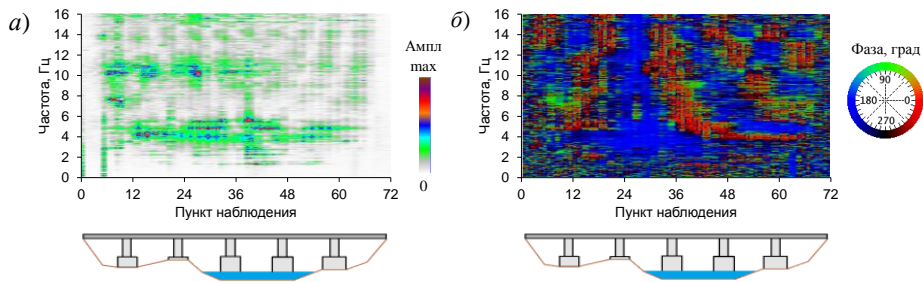 а)
16
14
12
10
8
6
4
2
0
Частота, Гц
0 12 24 36 48 60 72
Пункт наблюдения
Ампл
max
0
б)
16
14
12
10
8
6
4
2
0
Частота, Гц
0 12 24 36 48 60 72
Пункт наблюдения
Фаза, град
90
180
0
270